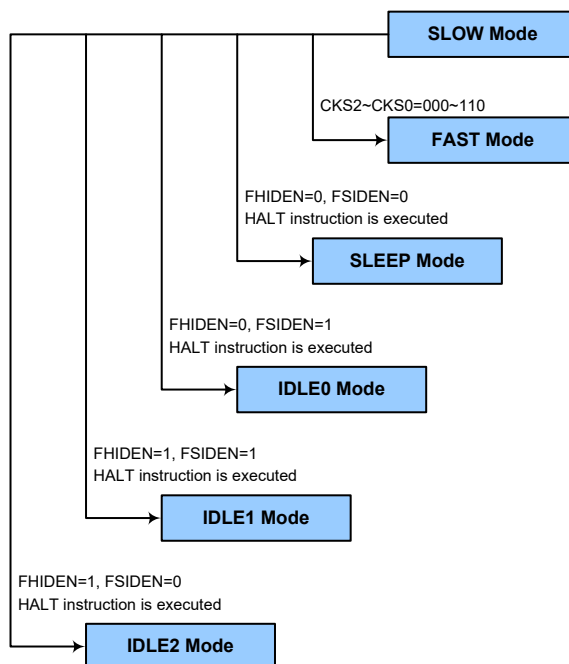 SLOW Mode
CKS2~CKS0=000~110
FAST Mode
FHIDEN=0, FSIDEN=0
HALT instruction is executed
SLEEP Mode
FHIDEN=0, FSIDEN=1
HALT instruction is executed
IDLE0 Mode
FHIDEN=1, FSIDEN=1
HALT instruction is executed
IDLE1 Mode
FHIDEN=1, FSIDEN=0
HALT instruction is executed
IDLE2 Mode